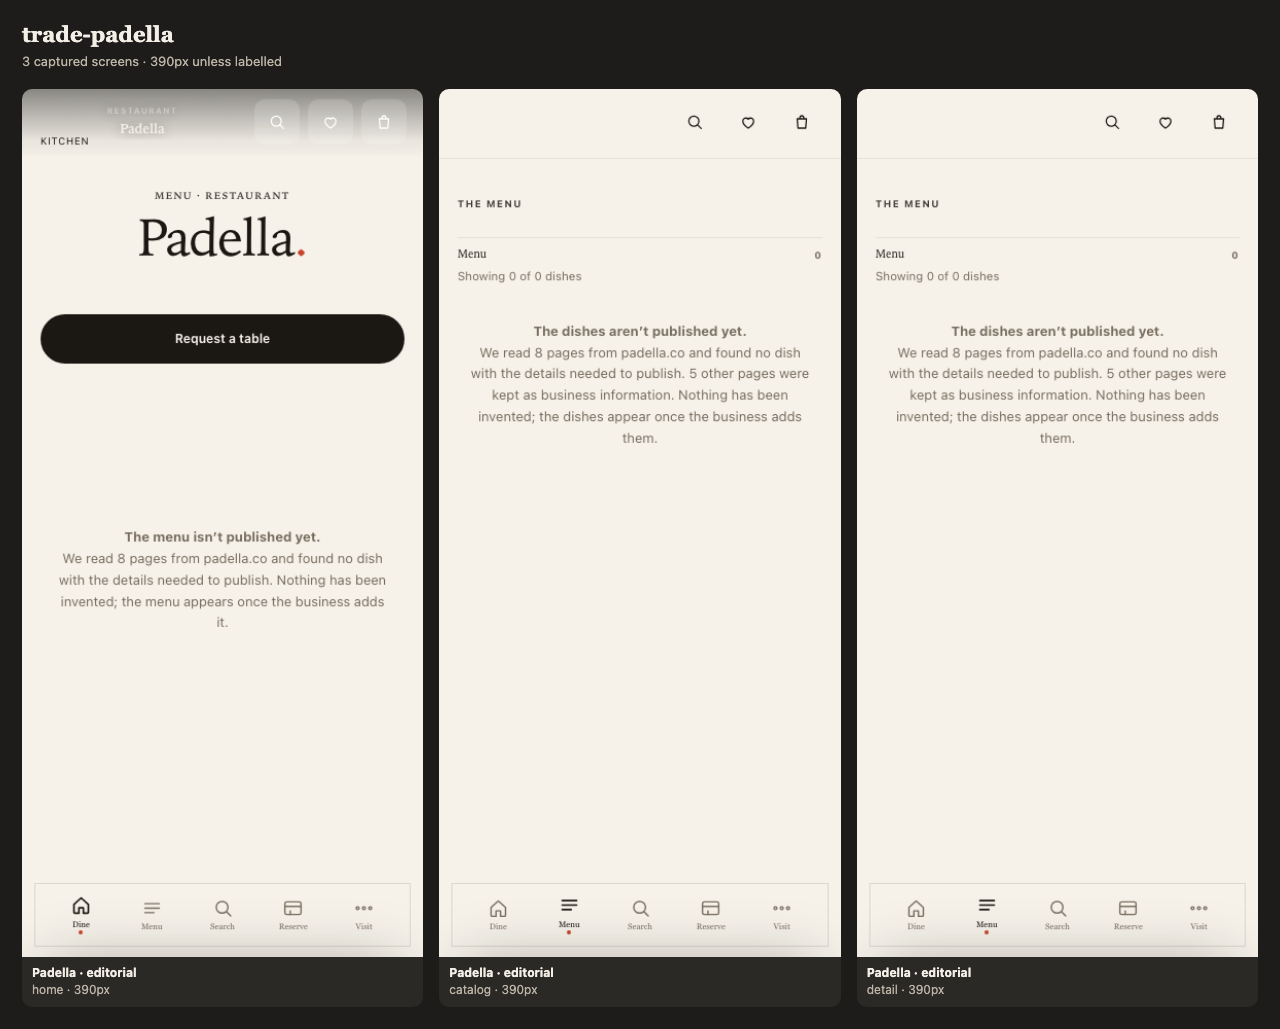 trade-padella
3 captured screens · 390px unless labelled
RESTAURANT
Padella
KITCHEN
MENU · RESTAURANT
Padella.
Request a table
The menu isn’t published yet.
We read 8 pages from padella.co and found no dish
with the details needed to publish. Nothing has been
invented; the menu appears once the business adds
it.
Dine
Menu
Search
Reserve
Visit
Padella · editorial
home · 390px
THE MENU
Menu
0
Showing 0 of 0 dishes
The dishes aren’t published yet.
We read 8 pages from padella.co and found no dish
with the details needed to publish. 5 other pages were
kept as business information. Nothing has been
invented; the dishes appear once the business adds
them.
Dine
Menu
Search
Reserve
Visit
Padella · editorial
catalog · 390px
THE MENU
Menu
0
Showing 0 of 0 dishes
The dishes aren’t published yet.
We read 8 pages from padella.co and found no dish
with the details needed to publish. 5 other pages were
kept as business information. Nothing has been
invented; the dishes appear once the business adds
them.
Dine
Menu
Search
Reserve
Visit
Padella · editorial
detail · 390px